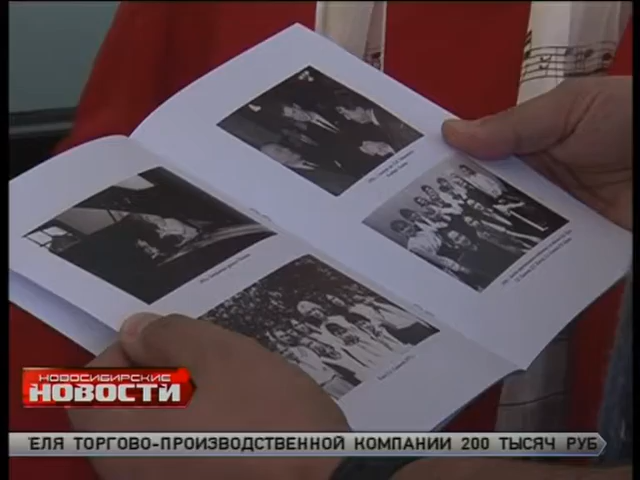 НОВОСИБИРСКИЕ
НОВОСТИ
ЕЛЯ ТОРГОВО-ПРОИЗВОДСТВЕННОЙ КОМПАНИИ 200 ТЫСЯЧ РУБ